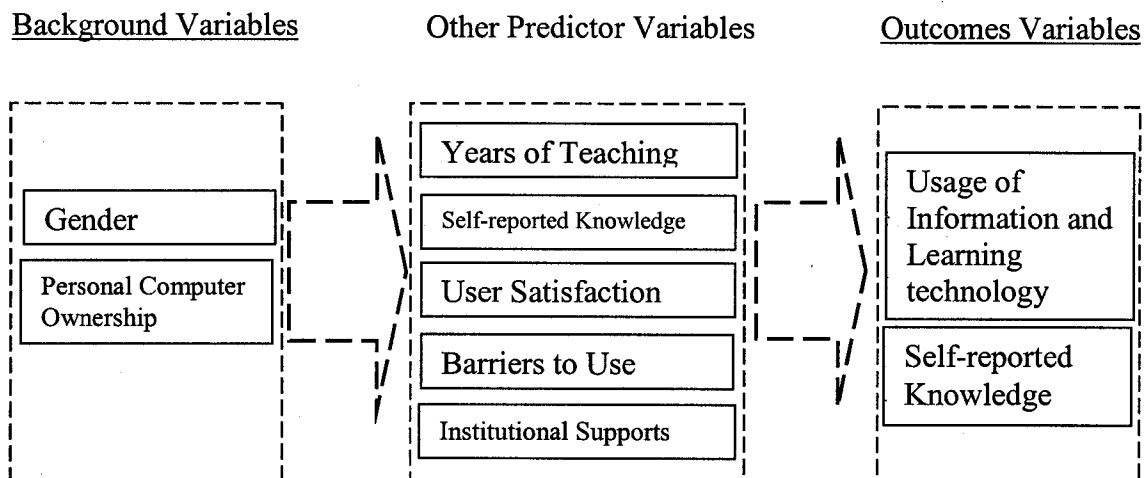 Background Variables
Other Predictor Variables
Outcomes Variables
Gender
Personal Computer
Ownership
Years of Teaching
Self-reported Knowledge
User Satisfaction
Barriers to Use
Institutional Supports
Usage of
Information and
Learning
technology
Self-reported
Knowledge